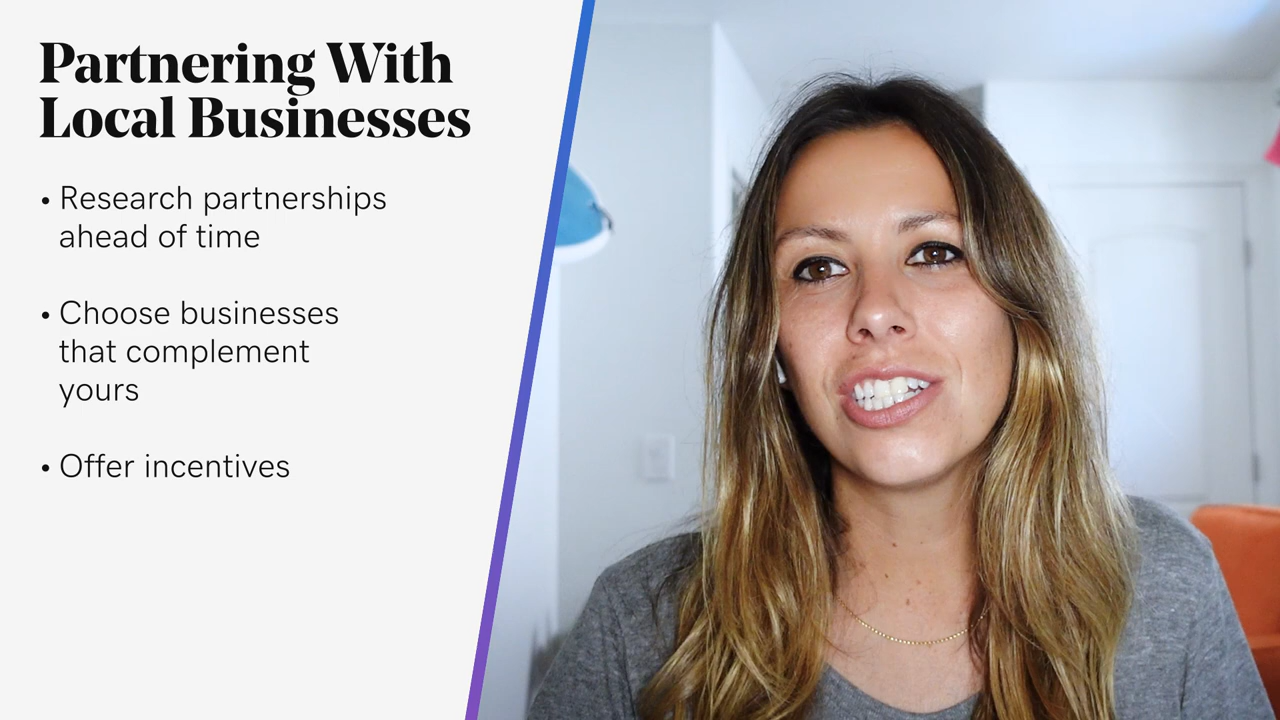 Partnering With
Local Businesses
• Research partnerships
ahead of time
• Choose businesses
that complement
yours
• Offer incentives